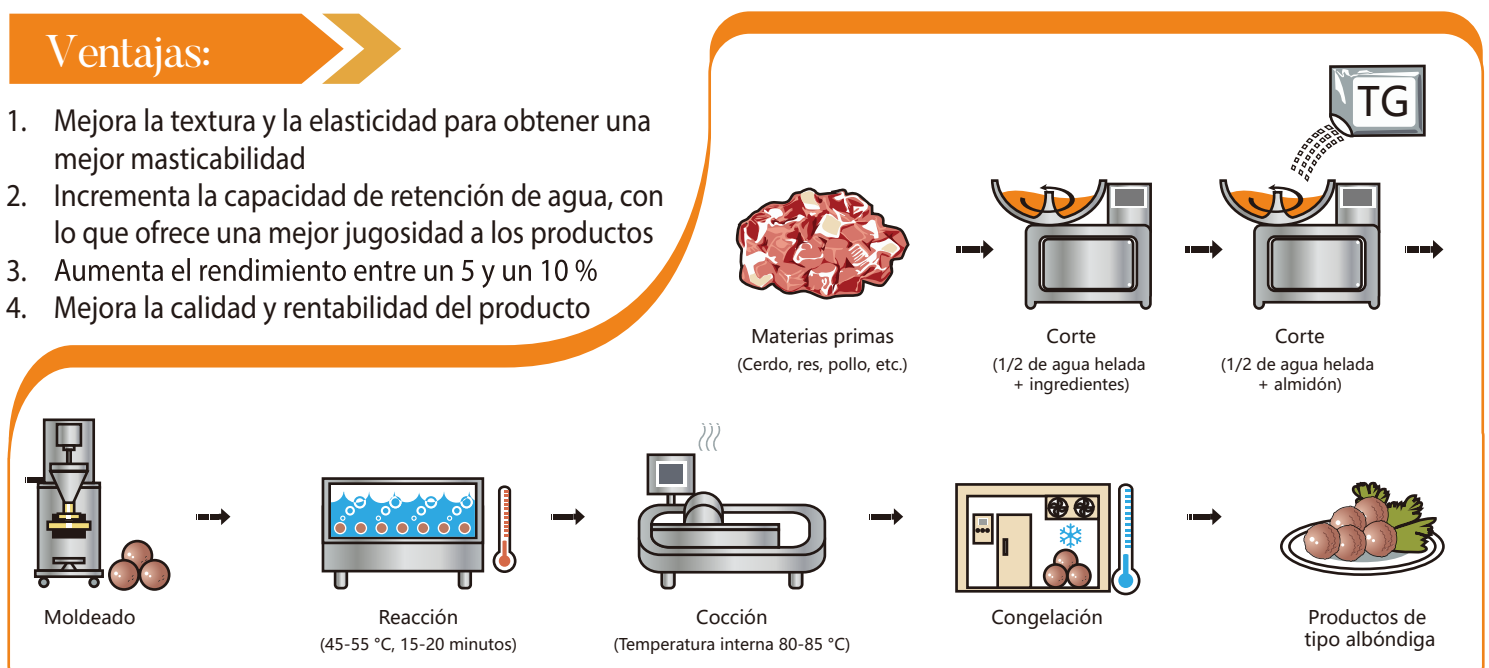 Ventajas:
1. Mejora la textura y la elasticidad para obtener una
mejor masticabilidad
2. Incrementa la capacidad de retención de agua, con
lo que ofrece una mejor jugosidad a los productos
3. Aumenta el rendimiento entre un 5 y un 10 %
4. Mejora la calidad y rentabilidad del producto
TG
Materias primas
(Cerdo, res, pollo, etc.)
Corte
(1/2 de agua helada
+ ingredientes)
Corte
(1/2 de agua helada
+ almidón)
Moldeado
Reacción
(45-55 °C, 15-20 minutos)
Cocción
(Temperatura interna 80-85 °C)
Congelación
Productos de
tipo albóndiga